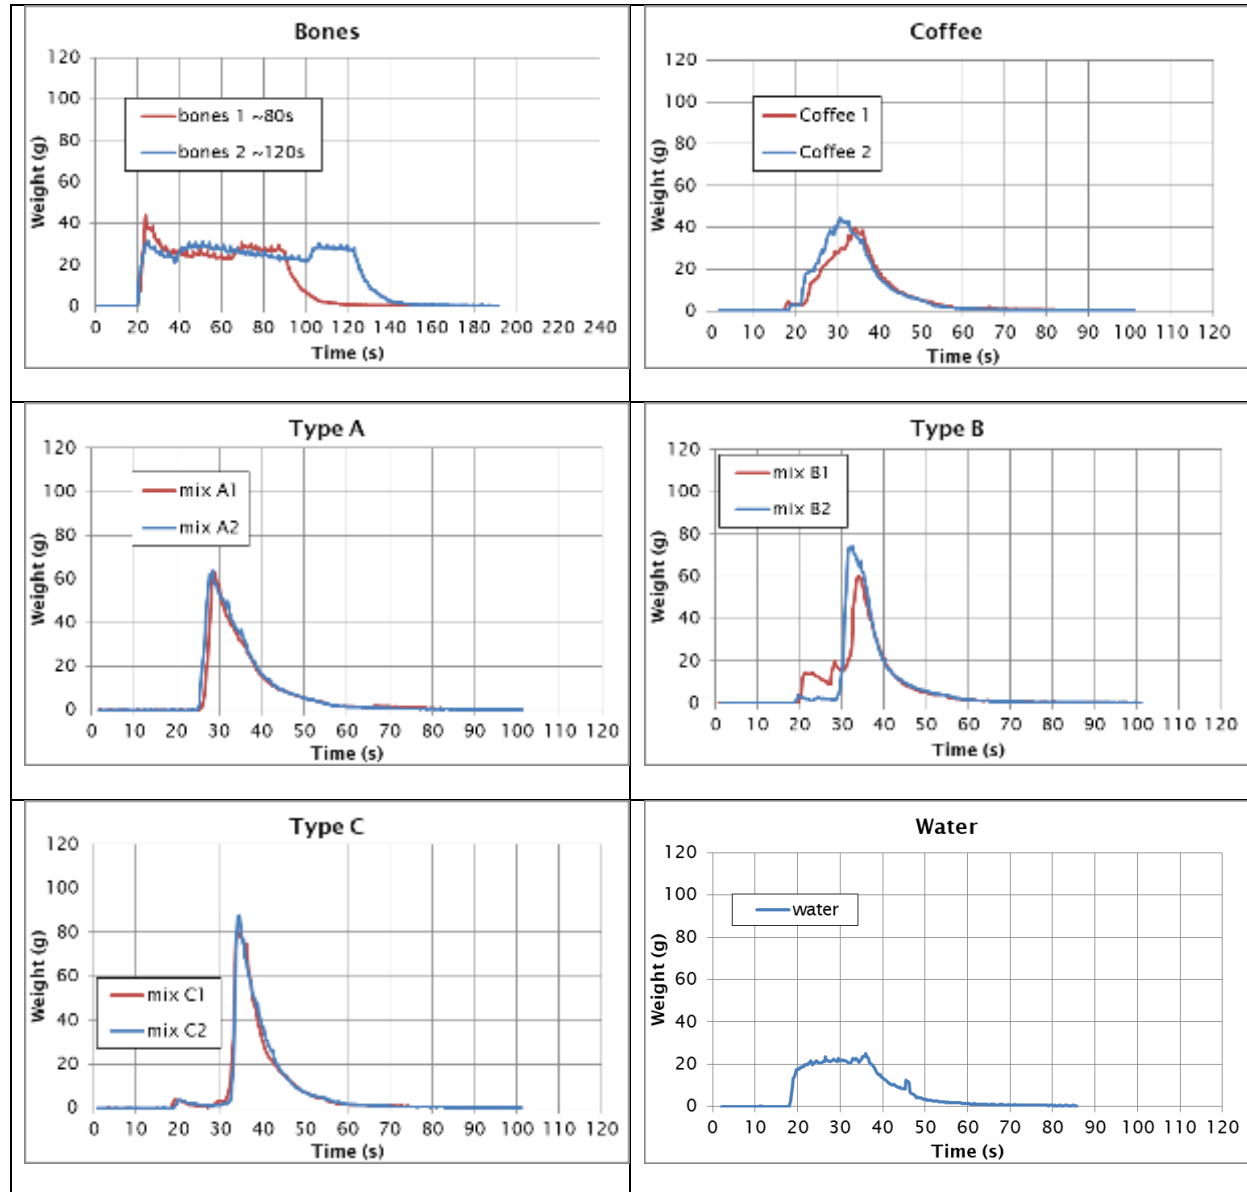 Bones
120
100
80
60
40
20
0
Weight (g)
bones 1 ~80s
bones 2 ~120s
0 20 40 60 80 100 120 140 160 180 200 220 240
Time (s)
Coffee
120
100
80
60
40
20
0
Weight (g)
Coffee 1
Coffee 2
0 10 20 30 40 50 60 70 80 90 100 110 120
Time (s)
Type A
120
100
80
60
40
20
0
Weight (g)
mix A1
mix A2
0 10 20 30 40 50 60 70 80 90 100 110 120
Time (s)
Type B
120
100
80
60
40
20
0
Weight (g)
mix B1
mix B2
0 10 20 30 40 50 60 70 80 90 100 110 120
Time (s)
Type C
120
100
80
60
40
20
0
Weight (g)
mix C1
mix C2
0 10 20 30 40 50 60 70 80 90 100 110 120
Time (s)
Water
120
100
80
60
40
20
0
Weight (g)
water
0 10 20 30 40 50 60 70 80 90 100 110 120
Time (s)